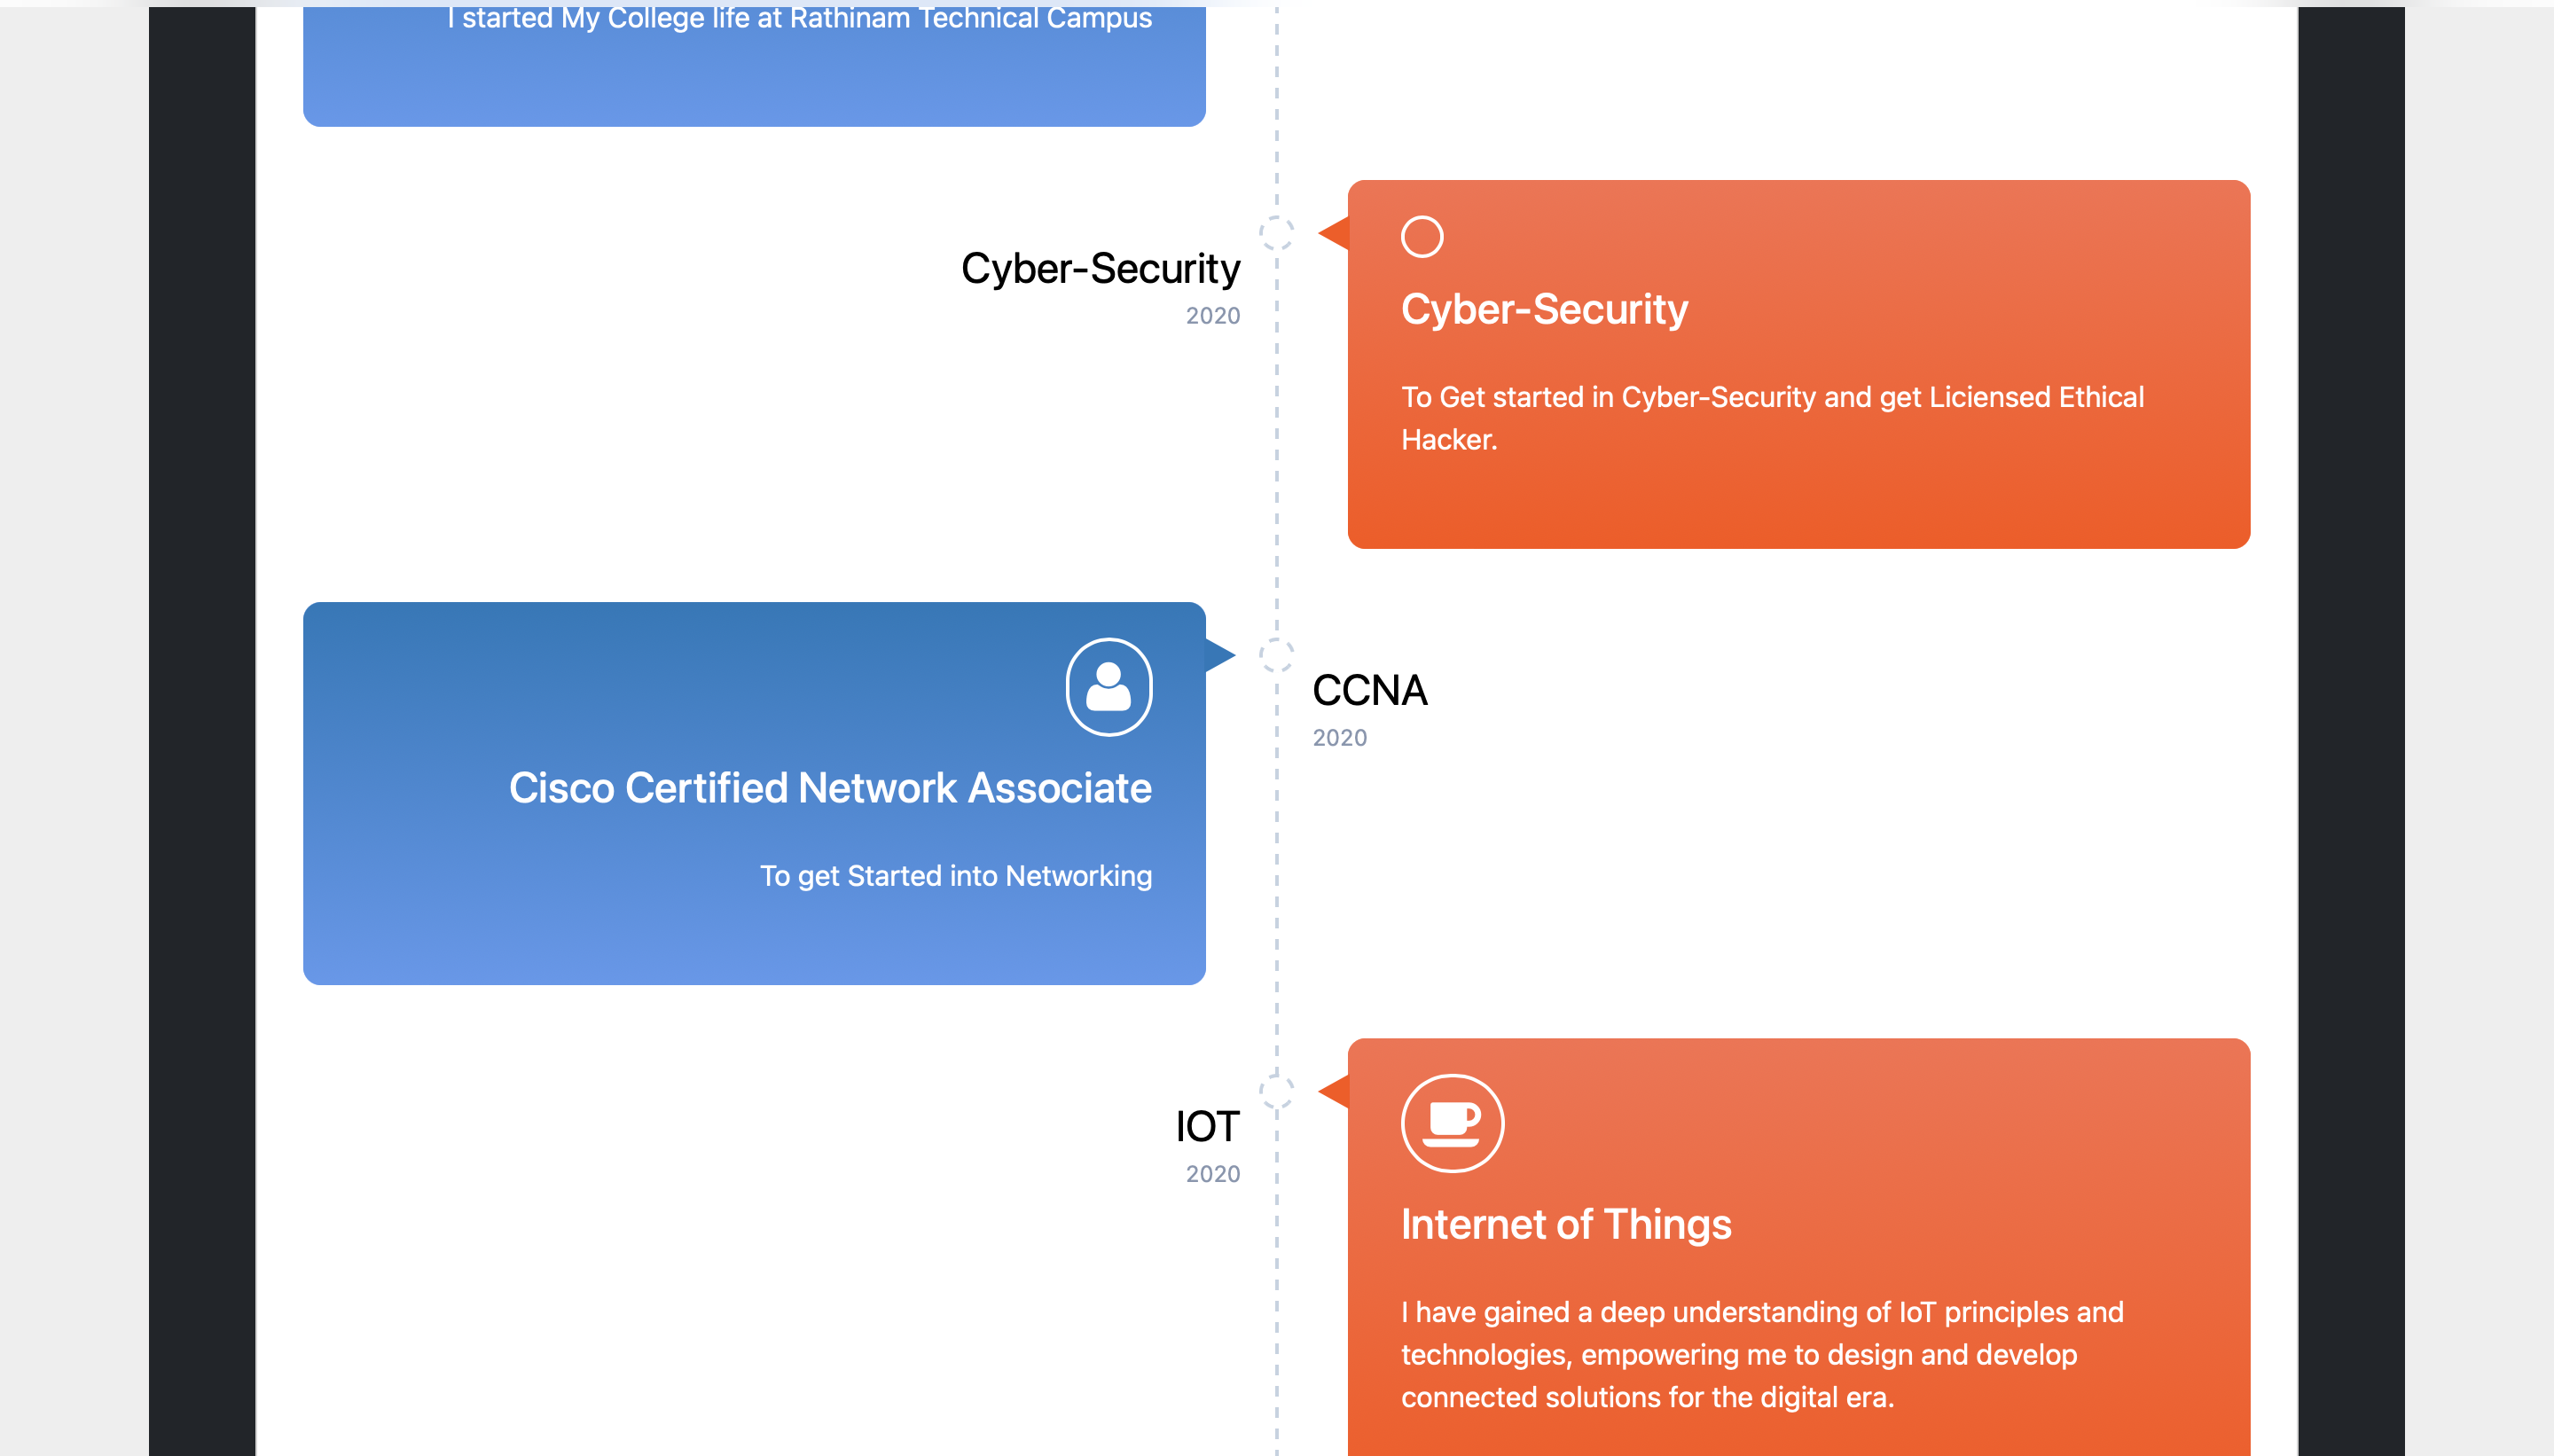 I started My College life at Rathinam Technical Campus
Cyber-Security
2020
Cyber-Security
To Get started in Cyber-Security and get Liciensed Ethical
Hacker.
Cisco Certified Network Associate
To get Started into Networking
CCNA
2020
IOT
2020
Internet of Things
I have gained a deep understanding of IoT principles and
technologies, empowering me to design and develop
connected solutions for the digital era.